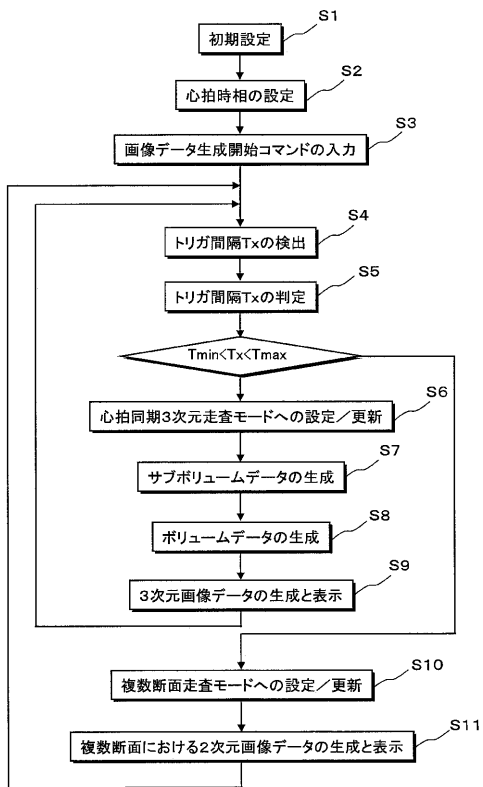 S1
初期設定
S2
心拍時相の設定
S3
画像データ生成開始コマンドの入力
S4
トリガ間隔Txの検出
S5
トリガ間隔Txの判定
Tmin<Tx<Tmax
S6
心拍同期3次元走査モードへの設定／更新
S7
サブボリュームデータの生成
S8
ボリュームデータの生成
S9
3次元画像データの生成と表示
S10
複数断面走査モードへの設定／更新
S11
複数断面における2次元画像データの生成と表示